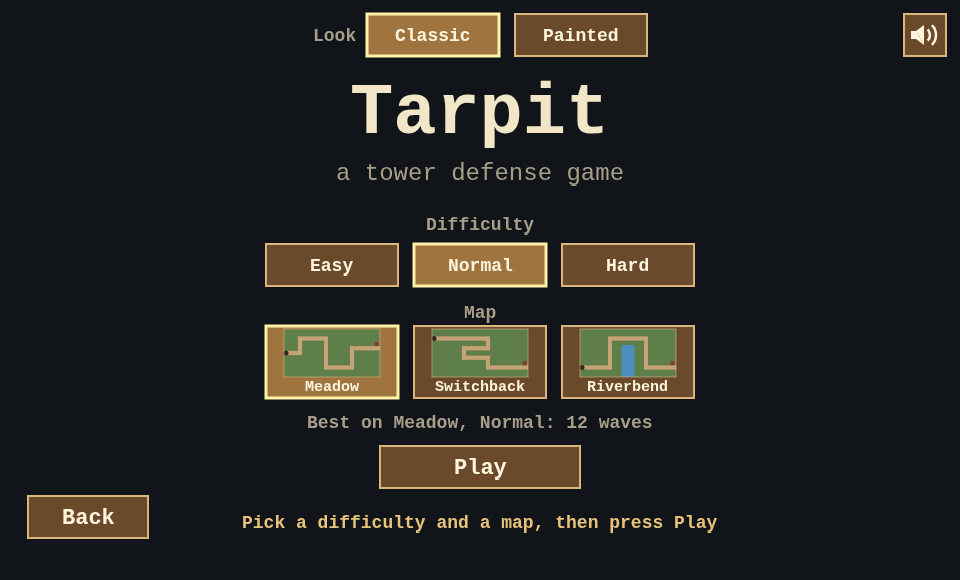 Look Classic Painted
Tarpit
a tower defense game
Difficulty
Easy Normal Hard
Map
Meadow Switchback Riverbend
Best on Meadow, Normal: 12 waves
Play
Back
Pick a difficulty and a map, then press Play